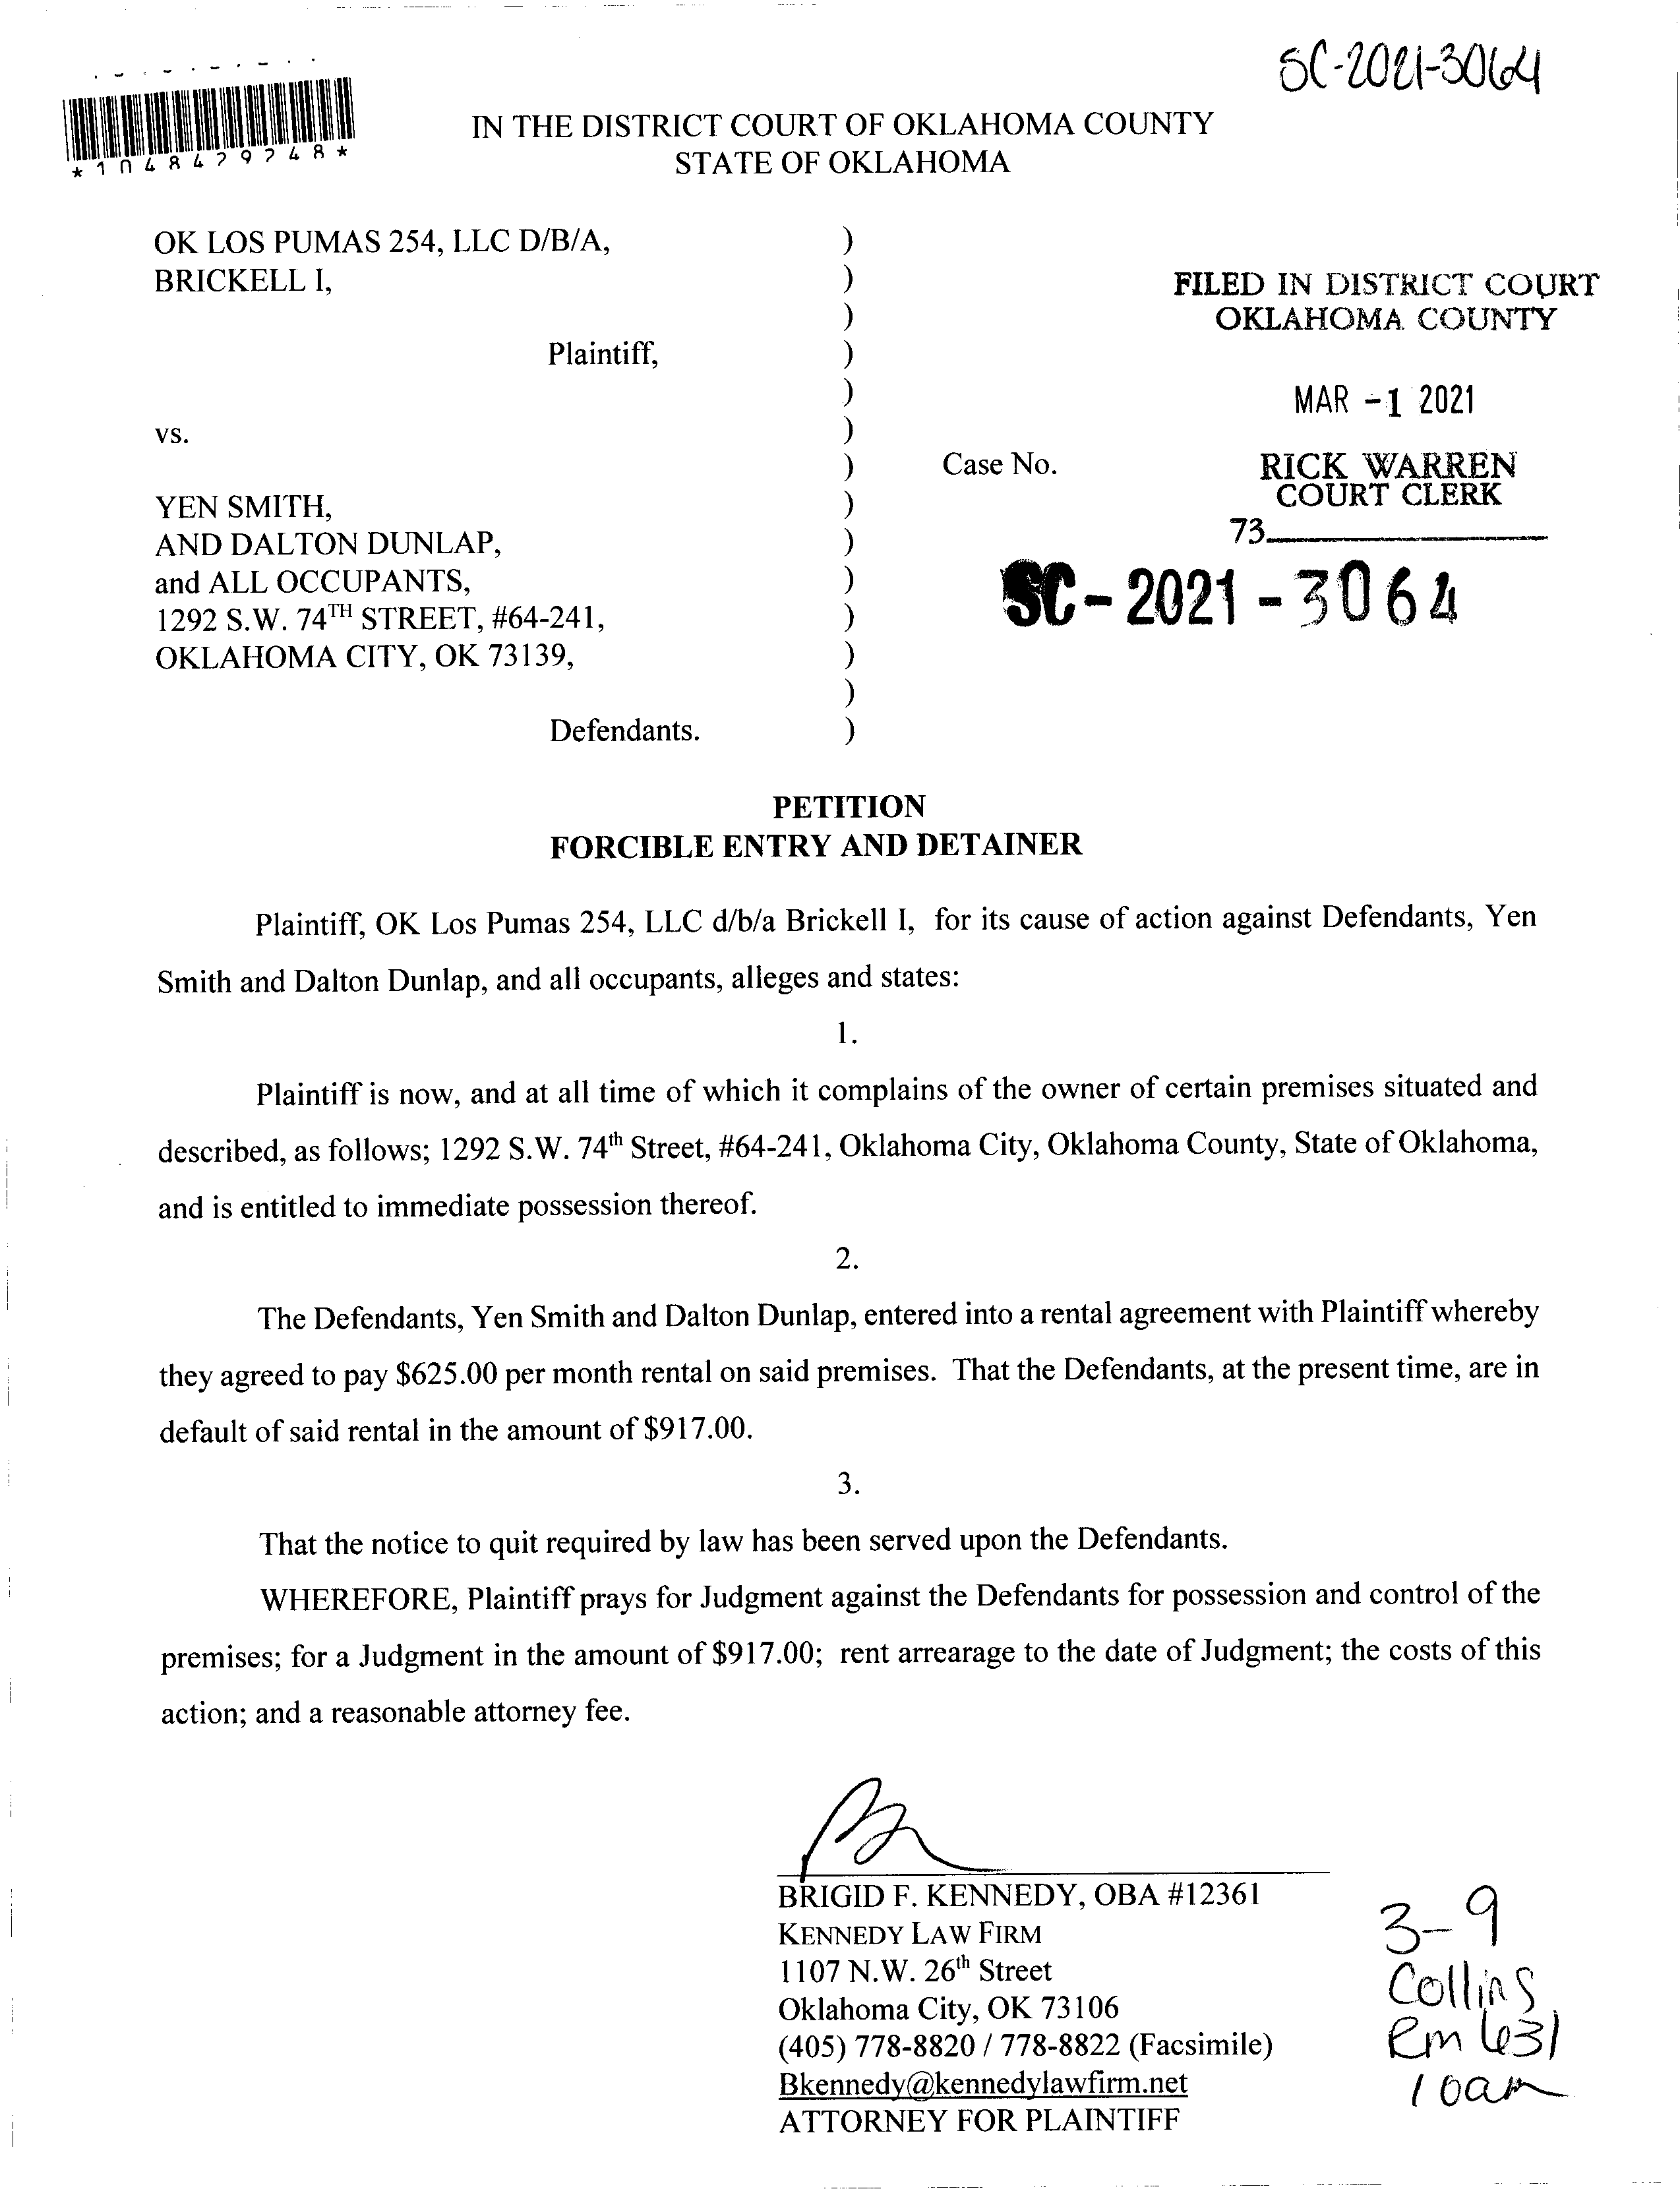 SC-2021-3064
*1048479748*
IN THE DISTRICT COURT OF OKLAHOMA COUNTY
STATE OF OKLAHOMA
OK LOS PUMAS 254, LLC D/B/A, )
BRICKELL I, )
)
Plaintiff, )
)
vs. )
)
YEN SMITH, )
AND DALTON DUNLAP, )
and ALL OCCUPANTS, )
1292 S.W. 74TH STREET, #64-241, )
OKLAHOMA CITY, OK 73139, )
)
Defendants. )
FILED IN DISTRICT COURT
OKLAHOMA COUNTY
MAR -1 2021
Case No.
RICK WARREN
COURT CLERK
73
SC-2021-3064
PETITION
FORCIBLE ENTRY AND DETAINER
Plaintiff, OK Los Pumas 254, LLC d/b/a Brickell I, for its cause of action against Defendants, Yen
Smith and Dalton Dunlap, and all occupants, alleges and states:
1.
Plaintiff is now, and at all time of which it complains of the owner of certain premises situated and
described, as follows; 1292 S.W. 74th Street, #64-241, Oklahoma City, Oklahoma County, State of Oklahoma,
and is entitled to immediate possession thereof.
2.
The Defendants, Yen Smith and Dalton Dunlap, entered into a rental agreement with Plaintiff whereby
they agreed to pay $625.00 per month rental on said premises. That the Defendants, at the present time, are in
default of said rental in the amount of $917.00.
3.
That the notice to quit required by law has been served upon the Defendants.
WHEREFORE, Plaintiff prays for Judgment against the Defendants for possession and control of the
premises; for a Judgment in the amount of $917.00; rent arrearage to the date of Judgment; the costs of this
action; and a reasonable attorney fee.
BRIGID F. KENNEDY, OBA #12361
KENNEDY LAW FIRM
1107 N.W. 26th Street
Oklahoma City, OK 73106
(405) 778-8820 / 778-8822 (Facsimile)
Bkennedy@kennedylawfirm.net
ATTORNEY FOR PLAINTIFF
3-9
Collins
Rm 631
10am